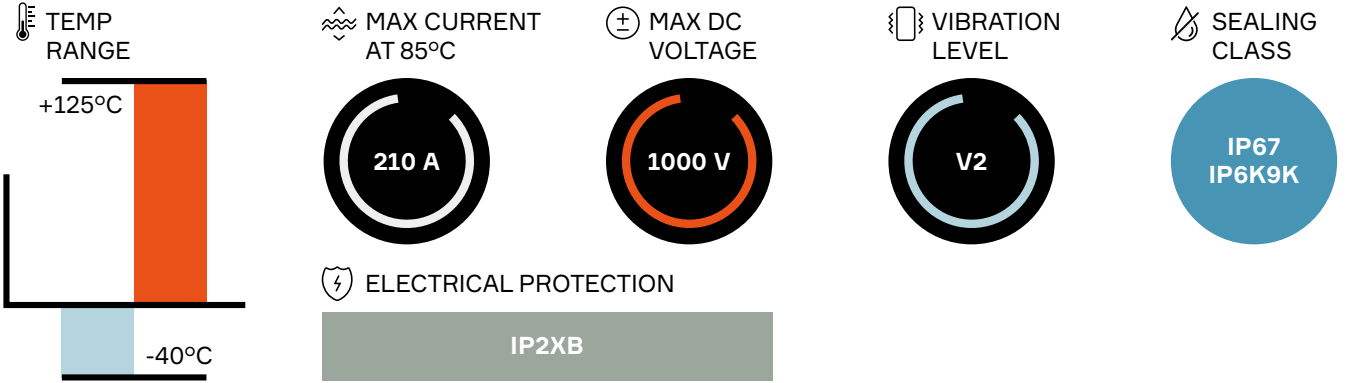 TEMP
RANGE
+125°C
-40°C
MAX CURRENT
AT 85°C
210 A
MAX DC
VOLTAGE
1000 V
VIBRATION
LEVEL
V2
SEALING
CLASS
IP67
IP6K9K
ELECTRICAL PROTECTION
IP2XB